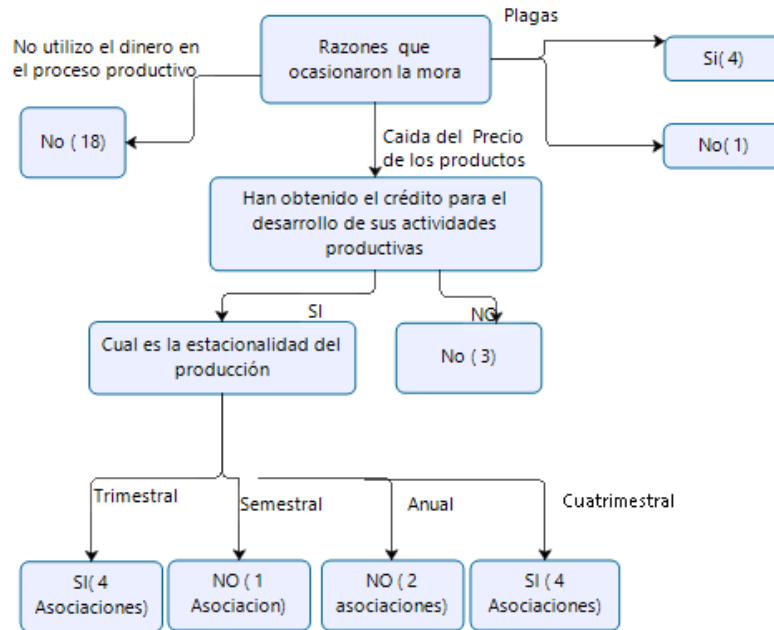 Plagas
No utilizo el dinero en
el proceso productivo
Razones que
ocasionaron la mora
Si( 4)
No ( 18)
No( 1)
Caida del Precio
de los productos
Han obtenido el crédito para el
desarrollo de sus actividades
productivas
SI
NO
Cual es la estacionalidad del
producción
No ( 3)
Trimestral
Semestral
Anual
Cuatrimestral
SI( 4
Asociaciones)
NO ( 1
Asociacion)
NO ( 2
asociaciones)
SI ( 4
Asociaciones)